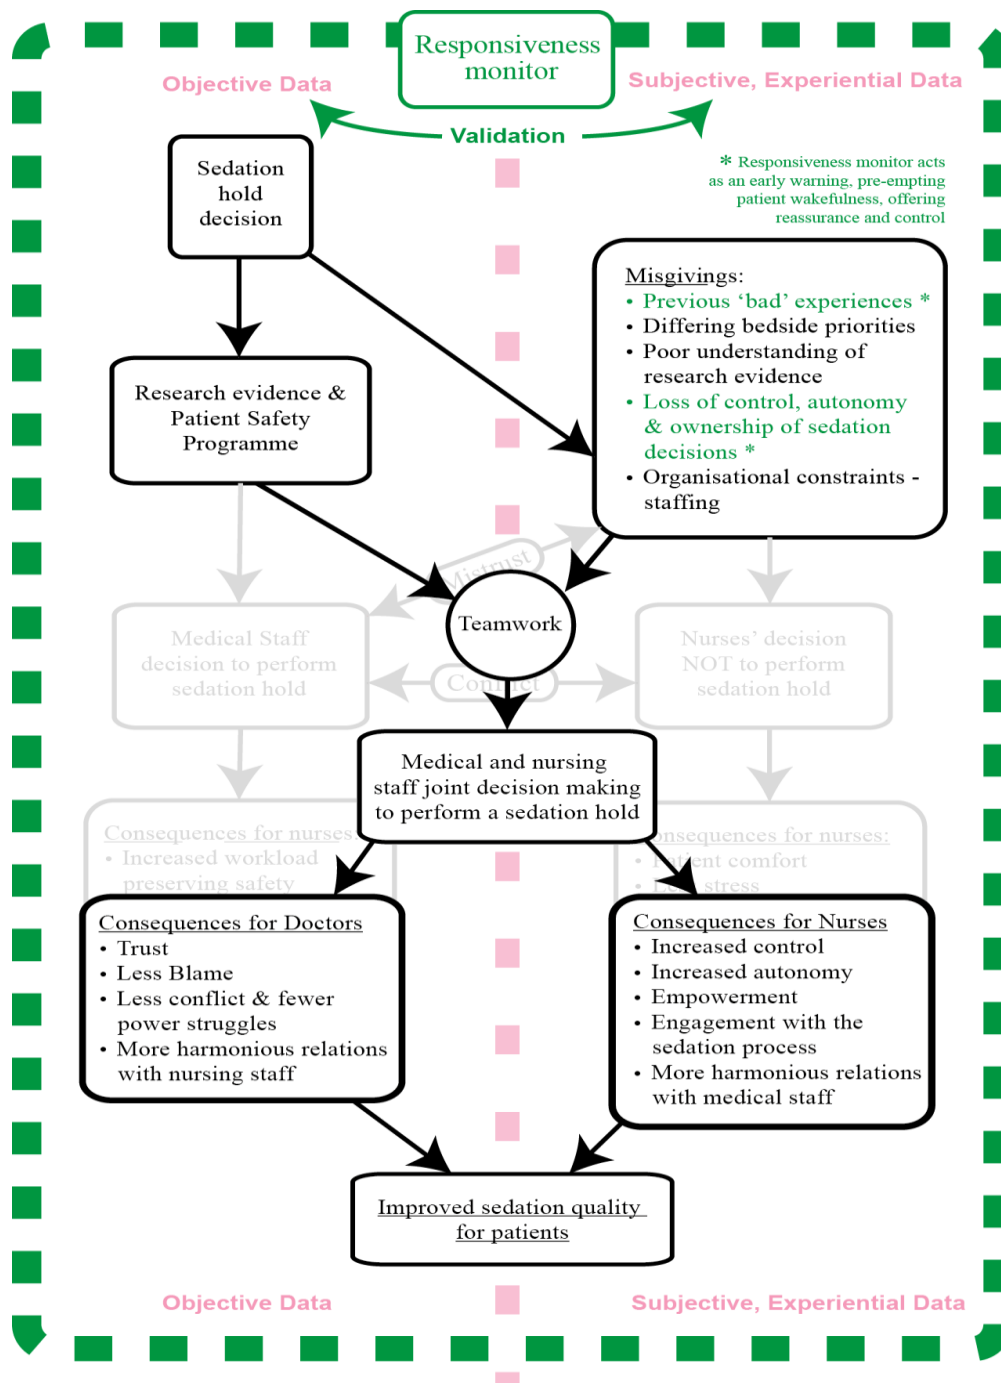 Responsiveness
monitor
Objective Data
Subjective, Experiential Data
Validation
* Responsiveness monitor acts
as an early warning, pre-empting
patient wakefulness, offering
reassurance and control
Sedation
hold
decision
Misgivings:
• Previous ‘bad’ experiences *
• Differing bedside priorities
• Poor understanding of
research evidence
• Loss of control, autonomy
& ownership of sedation
decisions *
• Organisational constraints -
staffing
Research evidence &
Patient Safety
Programme
Mistrust
Teamwork
Medical Staff
decision to perform
sedation hold
Nurses’ decision
NOT to perform
sedation hold
Conflict
Medical and nursing
staff joint decision making
to perform a sedation hold
Consequences for nurses:
• Increased workload
preserving safety
Consequences for nurses:
• Patient comfort
• Less stress
Consequences for Doctors
• Trust
• Less Blame
• Less conflict & fewer
power struggles
• More harmonious relations
with nursing staff
Consequences for Nurses
• Increased control
• Increased autonomy
• Empowerment
• Engagement with the
sedation process
• More harmonious relations
with medical staff
Improved sedation quality
for patients
Objective Data
Subjective, Experiential Data